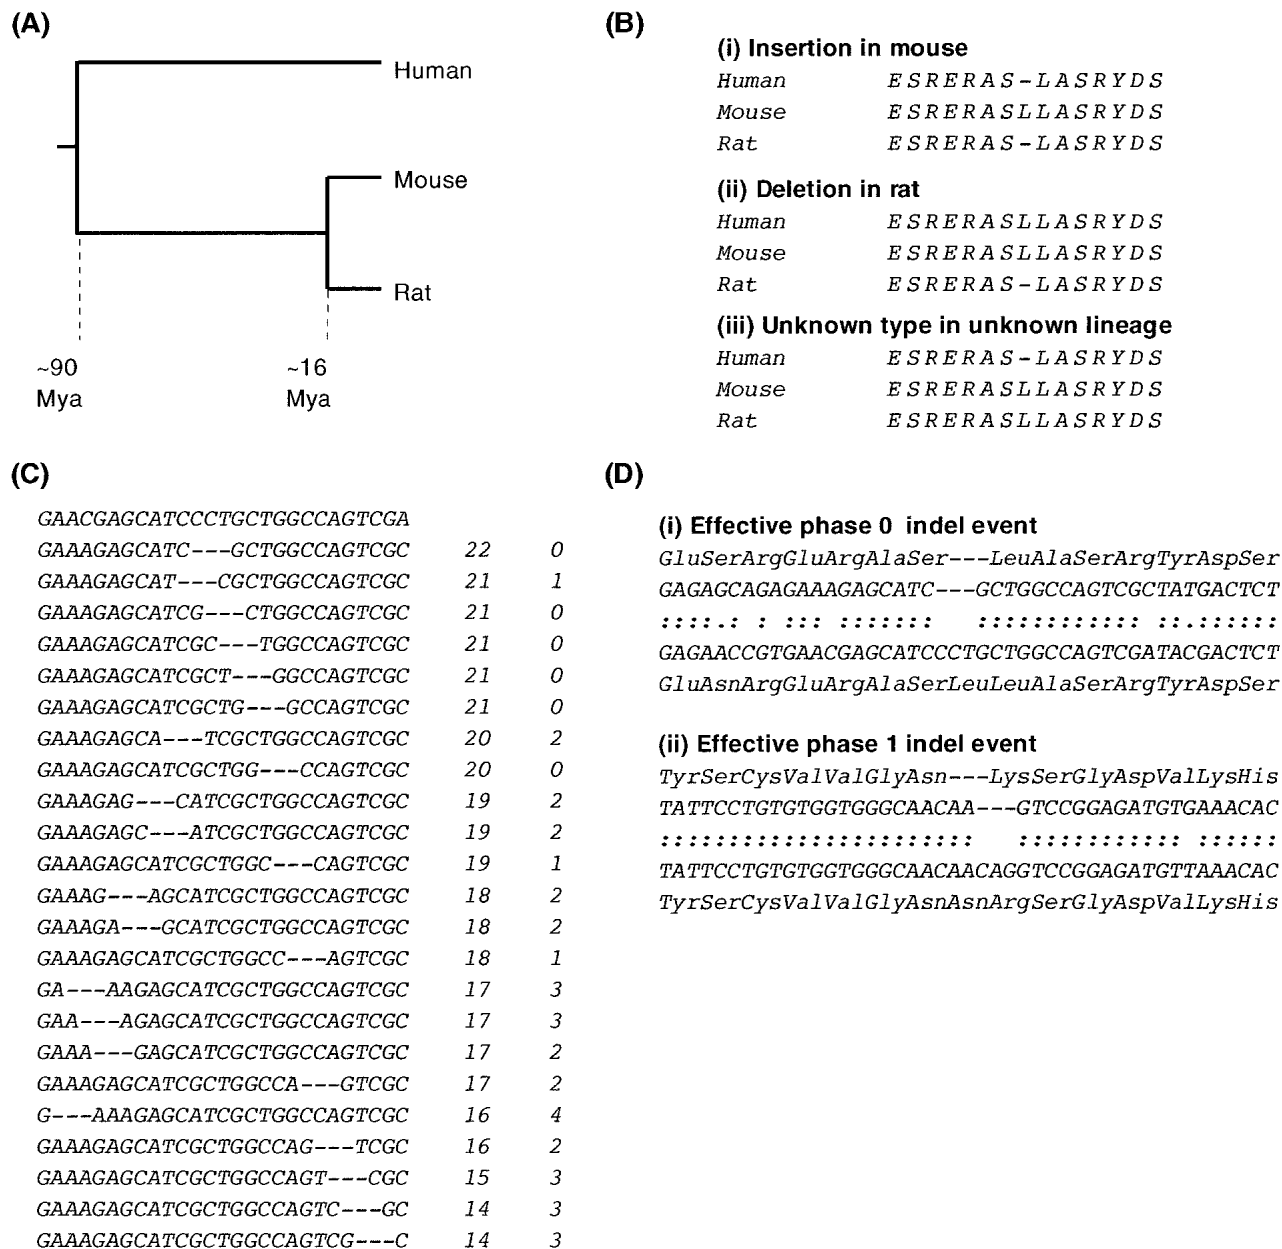 (A)
Human
Mouse
Rat
~90
Mya
~16
Mya
(B)
(i) Insertion in mouse
Human ESRERAS-LASRYDS
Mouse ESRERASLLASRYDS
Rat ESRERAS-LASRYDS
(ii) Deletion in rat
Human ESRERASLLASRYDS
Mouse ESRERASLLASRYDS
Rat ESRERAS-LASRYDS
(iii) Unknown type in unknown lineage
Human ESRERAS-LASRYDS
Mouse ESRERASLLASRYDS
Rat ESRERASLLASRYDS
(C)
GAACGAGCATCCCTGCTGGCCAGTCGA
GAAAGAGCATC---GCTGGCCAGTCGC 22 0
GAAAGAGCAT---CGCTGGCCAGTCGC 21 1
GAAAGAGCATCG---CTGGCCAGTCGC 21 0
GAAAGAGCATCGC---TGGCCAGTCGC 21 0
GAAAGAGCATCGCT---GGCCAGTCGC 21 0
GAAAGAGCATCGCTG---GCCAGTCGC 21 0
GAAAGAGCA---TCGCTGGCCAGTCGC 20 2
GAAAGAGCATCGCTGG---CCAGTCGC 20 0
GAAAGAG---CATCGCTGGCCAGTCGC 19 2
GAAAGAGC---ATCGCTGGCCAGTCGC 19 2
GAAAGAGCATCGCTGGC---CAGTCGC 19 1
GAAAG---AGCATCGCTGGCCAGTCGC 18 2
GAAAGA---GCATCGCTGGCCAGTCGC 18 2
GAAAGAGCATCGCTGGCC---AGTCGC 18 1
GA---AAGAGCATCGCTGGCCAGTCGC 17 3
GAA---AGAGCATCGCTGGCCAGTCGC 17 3
GAAA---GAGCATCGCTGGCCAGTCGC 17 2
GAAAGAGCATCGCTGGCCA---GTCGC 17 2
G---AAAGAGCATCGCTGGCCAGTCGC 16 4
GAAAGAGCATCGCTGGCCAG---TCGC 16 2
GAAAGAGCATCGCTGGCCAGT---CGC 15 3
GAAAGAGCATCGCTGGCCAGTC---GC 14 3
GAAAGAGCATCGCTGGCCAGTCG---C 14 3
(D)
(i) Effective phase 0 indel event
GluSerArgGluArgAlaSer---LeuAlaSerArgTyrAspSer
GAGAGCAGAGAAAGAGCATC---GCTGGCCAGTCGCTATGACTCT
::::.: : ::: ::::::: :::::::::::: ::.::::::
GAGAACCGTGAACGAGCATCCCTGCTGGCCAGTCGATACGACTCT
GluAsnArgGluArgAlaSerLeuLeuAlaSerArgTyrAspSer
(ii) Effective phase 1 indel event
TyrSerCysValValGlyAsn---LysSerGlyAspValLysHis
TATTCCTGTGTGGTGGGCAACAA---GTCCGGAGATGTGAAACAC
::::::::::::::::::::::: :::::::::::: ::::::
TATTCCTGTGTGGTGGGCAACAACAGGTCCGGAGATGTTAAACAC
TyrSerCysValValGlyAsnAsnArgSerGlyAspValLysHis